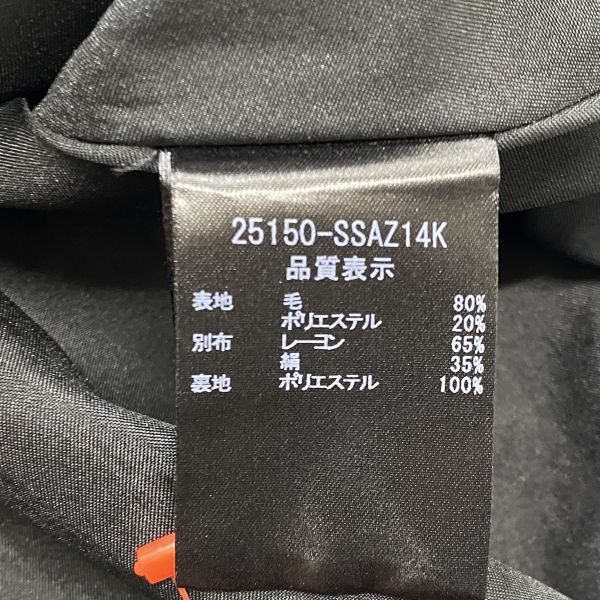 25150-SSAZ14K
品質表示
表地 毛 80%
ポリエステル 20%
別布 レーヨン 65%
絹 35%
裏地 ポリエステル 100%